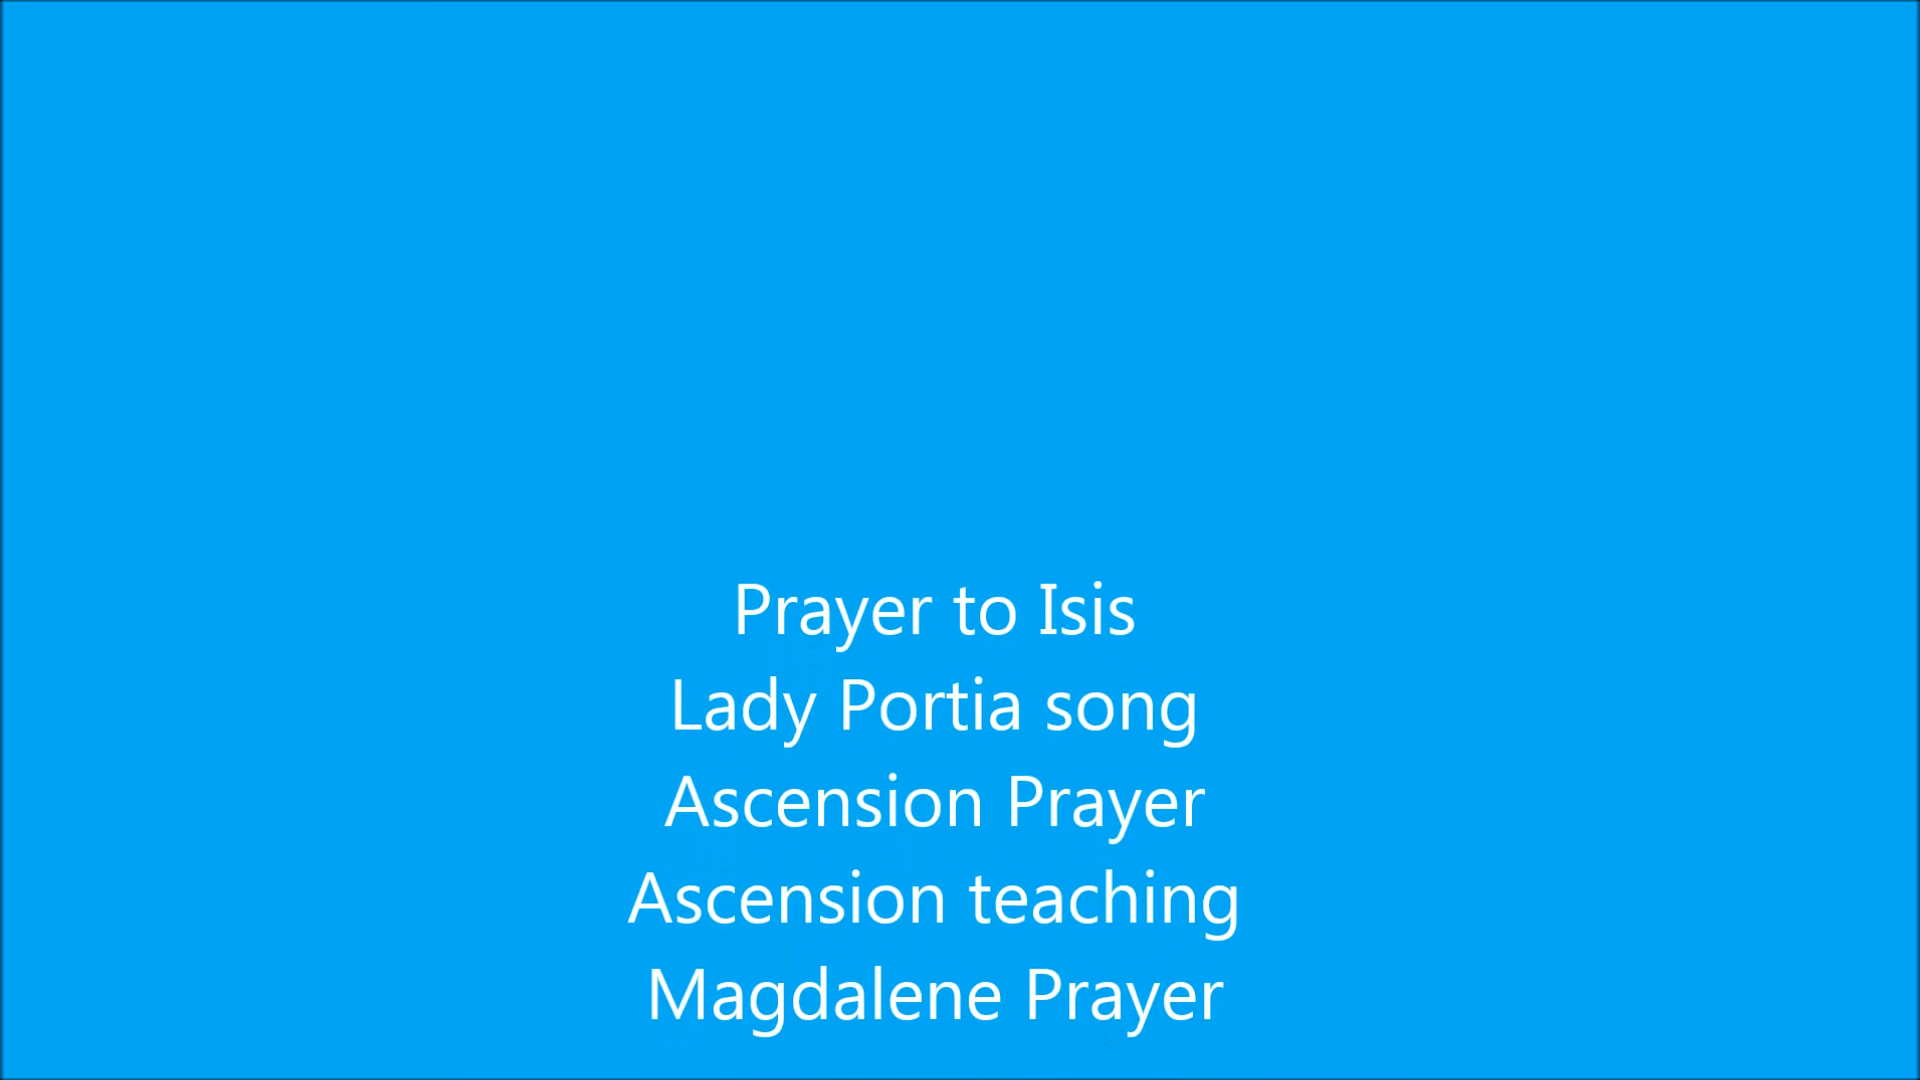 Prayer to Isis
Lady Portia song
Ascension Prayer
Ascension teaching
Magdalene Prayer